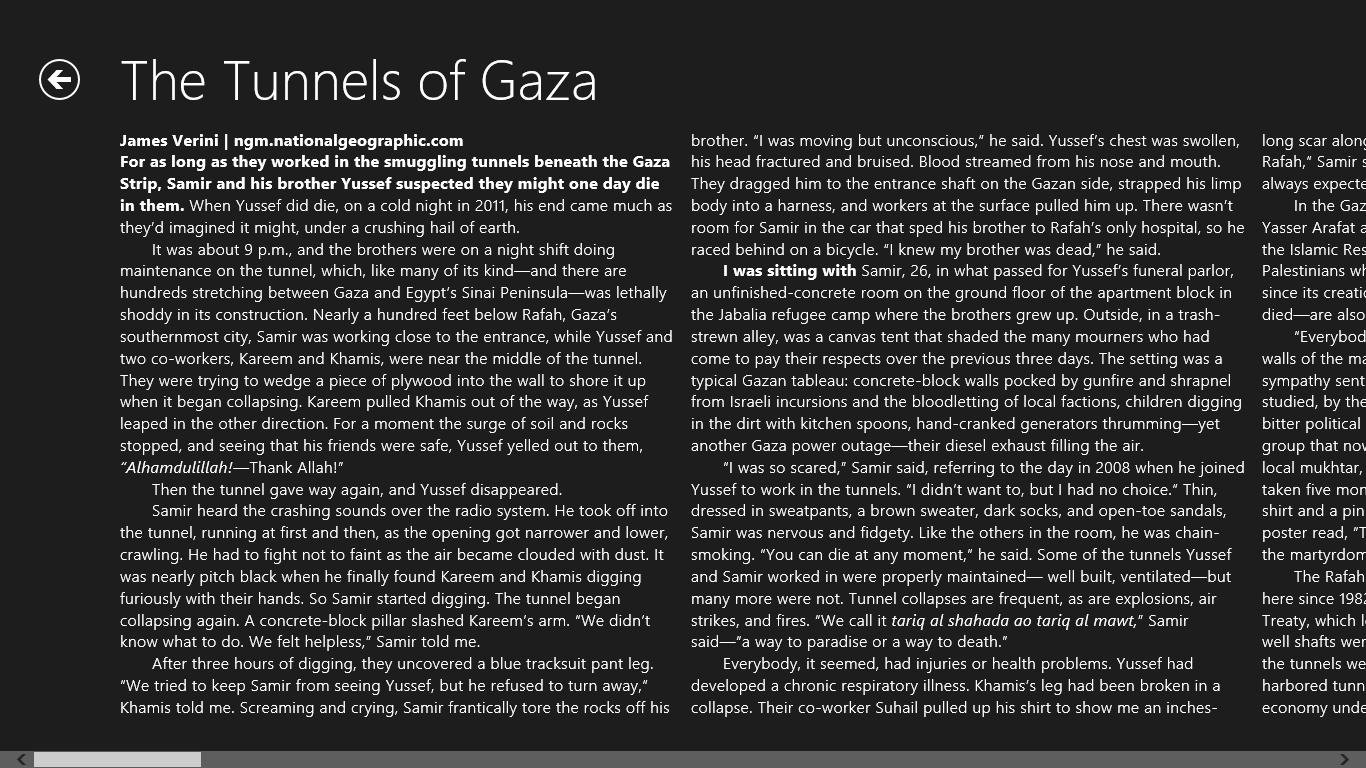 The Tunnels of Gaza
James Verini | ngm.nationalgeographic.com
For as long as they worked in the smuggling tunnels beneath the Gaza
Strip, Samir and his brother Yussef suspected they might one day die
in them. When Yussef did die, on a cold night in 2011, his end came much as
they’d imagined it might, under a crushing hail of earth.
It was about 9 p.m., and the brothers were on a night shift doing
maintenance on the tunnel, which, like many of its kind—and there are
hundreds stretching between Gaza and Egypt’s Sinai Peninsula—was lethally
shoddy in its construction. Nearly a hundred feet below Rafah, Gaza’s
southernmost city, Samir was working close to the entrance, while Yussef and
two co-workers, Kareem and Khamis, were near the middle of the tunnel.
They were trying to wedge a piece of plywood into the wall to shore it up
when it began collapsing. Kareem pulled Khamis out of the way, as Yussef
leaped in the other direction. For a moment the surge of soil and rocks
stopped, and seeing that his friends were safe, Yussef yelled out to them,
“Alhamdulillah!—Thank Allah!”
Then the tunnel gave way again, and Yussef disappeared.
Samir heard the crashing sounds over the radio system. He took off into
the tunnel, running at first and then, as the opening got narrower and lower,
crawling. He had to fight not to faint as the air became clouded with dust. It
was nearly pitch black when he finally found Kareem and Khamis digging
furiously with their hands. So Samir started digging. The tunnel began
collapsing again. A concrete-block pillar slashed Kareem’s arm. “We didn’t
know what to do. We felt helpless,” Samir told me.
After three hours of digging, they uncovered a blue tracksuit pant leg.
“We tried to keep Samir from seeing Yussef, but he refused to turn away,”
Khamis told me. Screaming and crying, Samir frantically tore the rocks off his
brother. “I was moving but unconscious,” he said. Yussef’s chest was swollen,
his head fractured and bruised. Blood streamed from his nose and mouth.
They dragged him to the entrance shaft on the Gazan side, strapped his limp
body into a harness, and workers at the surface pulled him up. There wasn’t
room for Samir in the car that sped his brother to Rafah’s only hospital, so he
raced behind on a bicycle. “I knew my brother was dead,” he said.
I was sitting with Samir, 26, in what passed for Yussef’s funeral parlor,
an unfinished-concrete room on the ground floor of the apartment block in
the Jabalia refugee camp where the brothers grew up. Outside, in a trash-
strewn alley, was a canvas tent that shaded the many mourners who had
come to pay their respects over the previous three days. The setting was a
typical Gazan tableau: concrete-block walls pocked by gunfire and shrapnel
from Israeli incursions and the bloodletting of local factions, children digging
in the dirt with kitchen spoons, hand-cranked generators thrumming—yet
another Gaza power outage—their diesel exhaust filling the air.
“I was so scared,” Samir said, referring to the day in 2008 when he joined
Yussef to work in the tunnels. “I didn’t want to, but I had no choice.” Thin,
dressed in sweatpants, a brown sweater, dark socks, and open-toe sandals,
Samir was nervous and fidgety. Like the others in the room, he was chain-
smoking. “You can die at any moment,” he said. Some of the tunnels Yussef
and Samir worked in were properly maintained— well built, ventilated—but
many more were not. Tunnel collapses are frequent, as are explosions, air
strikes, and fires. “We call it tariq al shahada ao tariq al mawt,” Samir
said—“a way to paradise or a way to death.”
Everybody, it seemed, had injuries or health problems. Yussef had
developed a chronic respiratory illness. Khamis’s leg had been broken in a
collapse. Their co-worker Suhail pulled up his shirt to show me an inches-
long scar along
Rafah,” Samir s
always expecte
In the Gaz
Yasser Arafat a
the Islamic Res
Palestinians wh
since its creatio
died—are also
“Everybod
walls of the ma
sympathy sent
studied, by the
bitter political
group that now
local mukhtar,
taken five mon
shirt and a pin
poster read, “T
the martyrdom
The Rafah
here since 1982
Treaty, which l
well shafts wer
the tunnels we
harbored tunn
economy unde